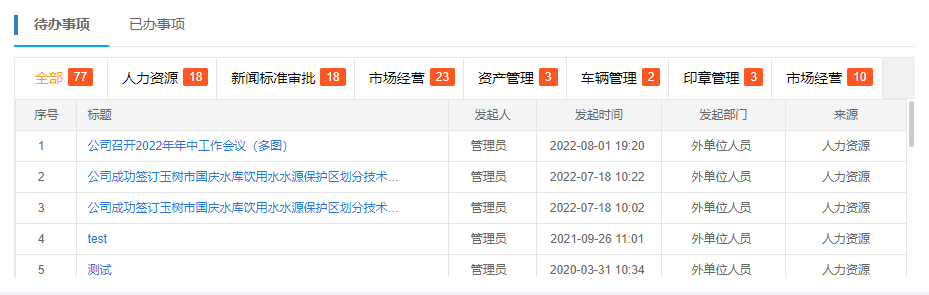 待办事项 已办事项
全部 77 人力资源 18 新闻标准审批 18 市场经营 23 资产管理 3 车辆管理 2 印章管理 3 市场经营 10
序号 标题 发起人 发起时间 发起部门 来源
1 公司召开2022年年中工作会议（多图） 管理员 2022-08-01 19:20 外单位人员 人力资源
2 公司成功签订玉树市国庆水库饮用水水源保护区划分技术... 管理员 2022-07-18 10:22 外单位人员 人力资源
3 公司成功签订玉树市国庆水库饮用水水源保护区划分技术... 管理员 2022-07-18 10:02 外单位人员 人力资源
4 test 管理员 2021-09-26 11:01 外单位人员 人力资源
5 测试 管理员 2020-03-31 10:34 外单位人员 人力资源